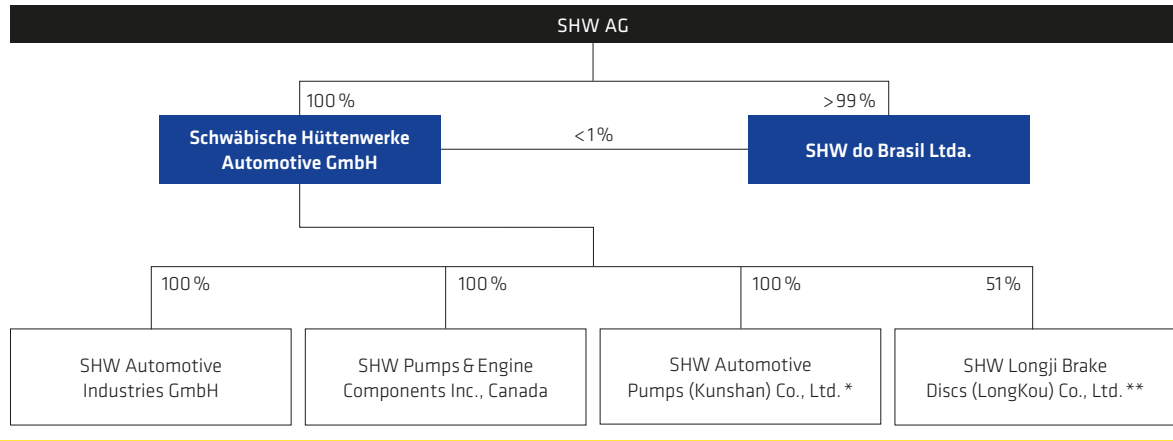 SHW AG
100 %
>99 %
Schwäbische Hüttenwerke
Automotive GmbH
<1 %
SHW do Brasil Ltda.
100 %
100 %
100 %
51 %
SHW Automotive
Industries GmbH
SHW Pumps & Engine
Components Inc., Canada
SHW Automotive
Pumps (Kunshan) Co., Ltd. *
SHW Longji Brake
Discs (LongKou) Co., Ltd. **